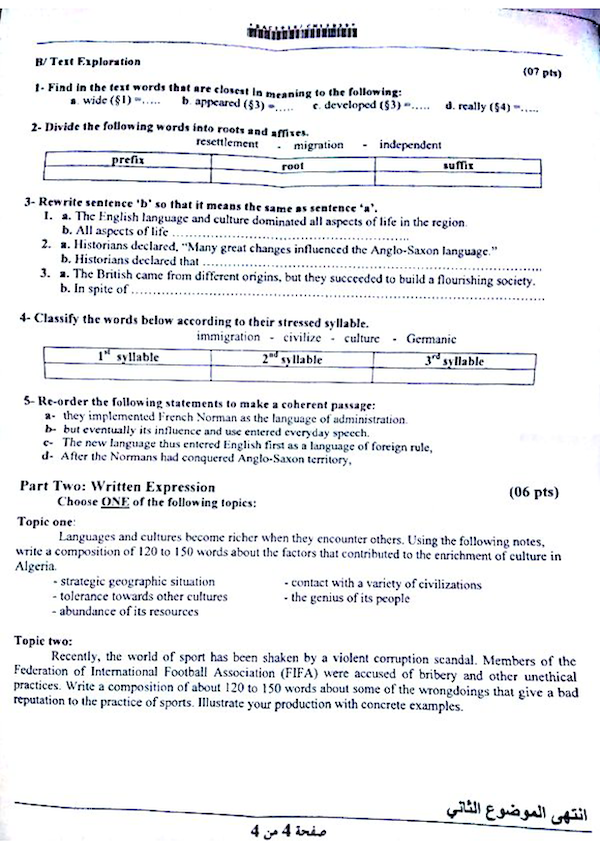 B/ Text Exploration
(07 pts)
1- Find in the text words that are closest in meaning to the following:
a. wide (§1) =..... b. appeared (§3) =..... c. developed (§3) =..... d. really (§4) =.....
2- Divide the following words into roots and affixes.
resettlement - migration - independent
prefix root suffix
3- Rewrite sentence 'b' so that it means the same as sentence 'a'.
1. a. The English language and culture dominated all aspects of life in the region.
b. All aspects of life ....................................................
2. a. Historians declared, "Many great changes influenced the Anglo-Saxon language."
b. Historians declared that ....................................................
3. a. The British came from different origins, but they succeeded to build a flourishing society.
b. In spite of ....................................................
4- Classify the words below according to their stressed syllable.
immigration - civilize - culture - Germanic
1st syllable 2nd syllable 3rd syllable
5- Re-order the following statements to make a coherent passage:
a- they implemented French Norman as the language of administration.
b- but eventually its influence and use entered everyday speech.
c- The new language thus entered English first as a language of foreign rule,
d- After the Normans had conquered Anglo-Saxon territory,
Part Two: Written Expression
(06 pts)
Choose ONE of the following topics:
Topic one:
Languages and cultures become richer when they encounter others. Using the following notes,
write a composition of 120 to 150 words about the factors that contributed to the enrichment of culture in
Algeria.
- strategic geographic situation - contact with a variety of civilizations
- tolerance towards other cultures - the genius of its people
- abundance of its resources
Topic two:
Recently, the world of sport has been shaken by a violent corruption scandal. Members of the
Federation of International Football Association (FIFA) were accused of bribery and other unethical
practices. Write a composition of about 120 to 150 words about some of the wrongdoings that give a bad
reputation to the practice of sports. Illustrate your production with concrete examples.
انتهى الموضوع الثاني
صفحة 4 من 4